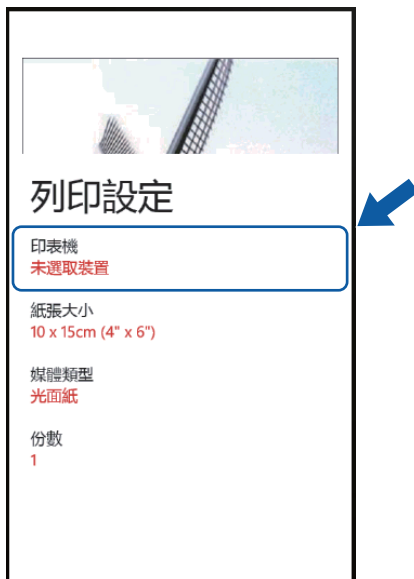 列印設定
印表機
未選取裝置
紙張大小
10 x 15cm (4" x 6")
媒體類型
光面紙
份數
1